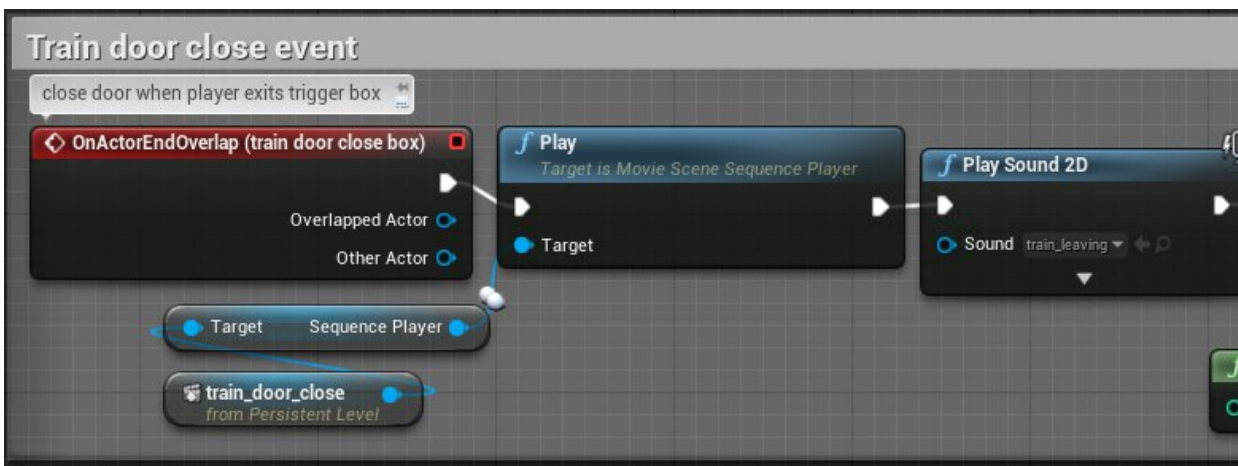 Train door close event
close door when player exits trigger box
OnActorEndOverlap (train door close box)
Overlapped Actor
Other Actor
f Play
Target is Movie Scene Sequence Player
Target
f Play Sound 2D
Sound train_leaving
Target Sequence Player
train_door_close
from Persistent Level
f